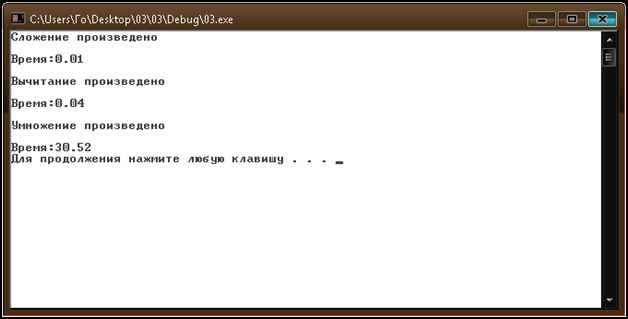 C:\Users\Го\Desktop\03\03\Debug\03.exe
Сложение произведено
Время:0.01
Вычитание произведено
Время:0.04
Умножение произведено
Время:30.52
Для продолжения нажмите любую клавишу . . .